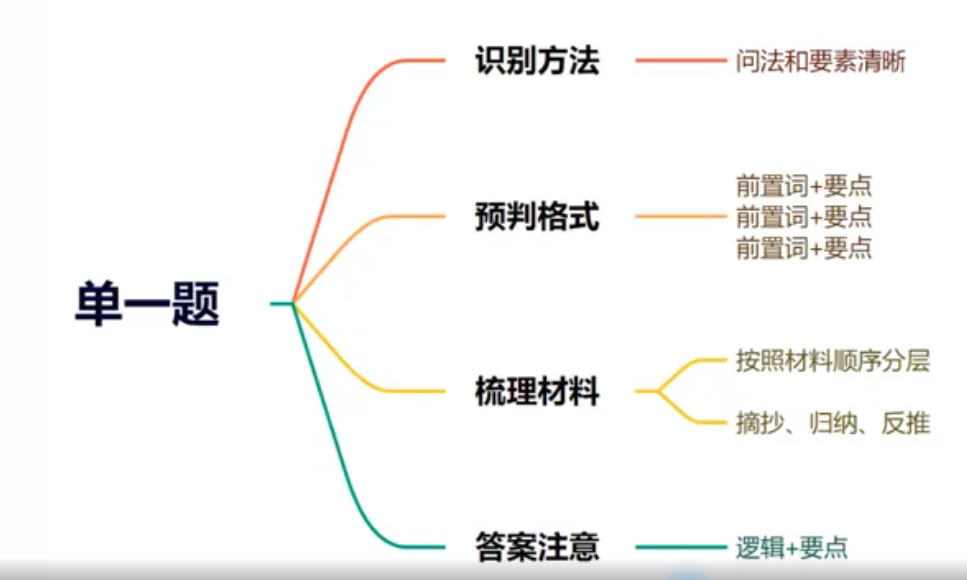 单一题
识别方法
问法和要素清晰
预判格式
前置词+要点
前置词+要点
前置词+要点
梳理材料
按照材料顺序分层
摘抄、归纳、反推
答案注意
逻辑+要点